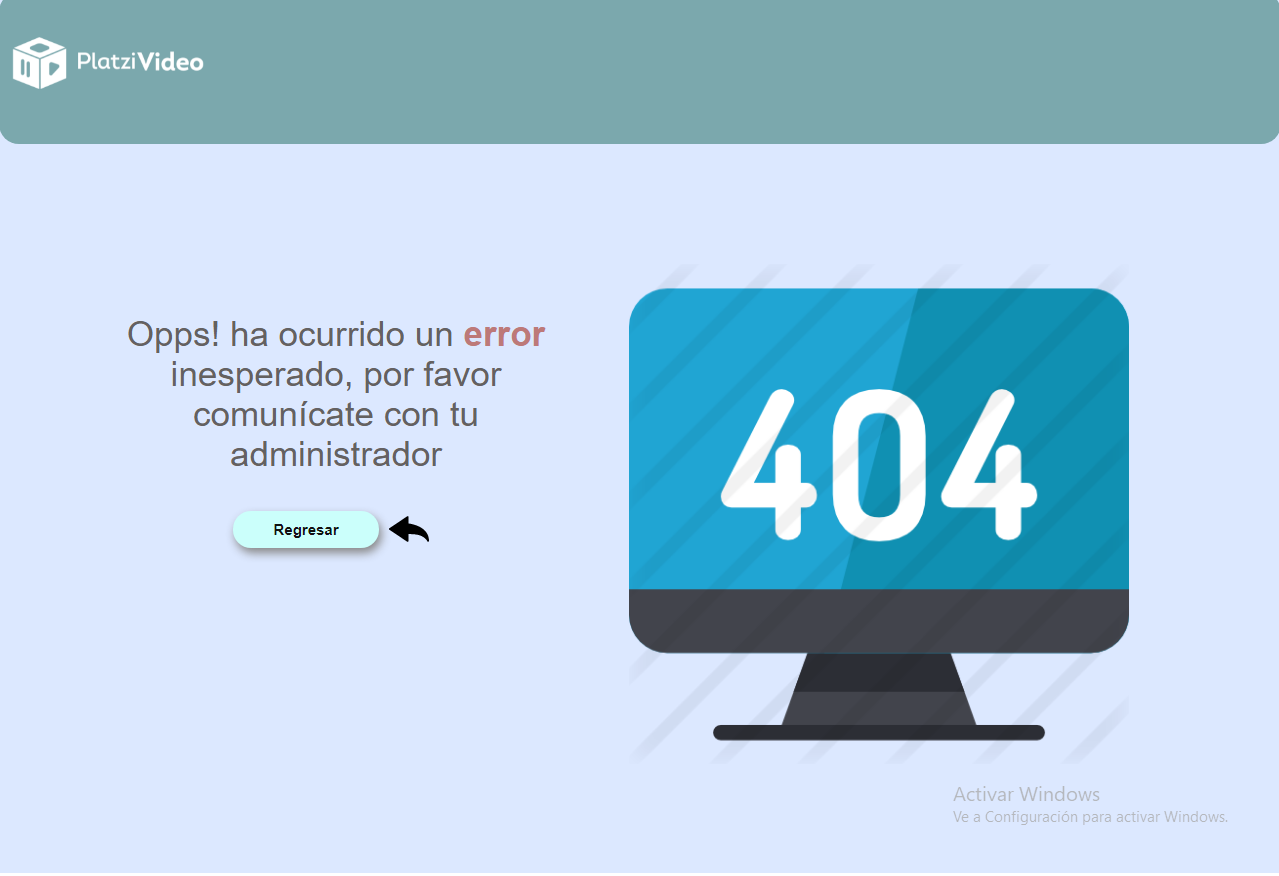 PlatziVideo
Opps! ha ocurrido un error
inesperado, por favor
comunícate con tu
administrador
Regresar
404
Activar Windows
Ve a Configuración para activar Windows.